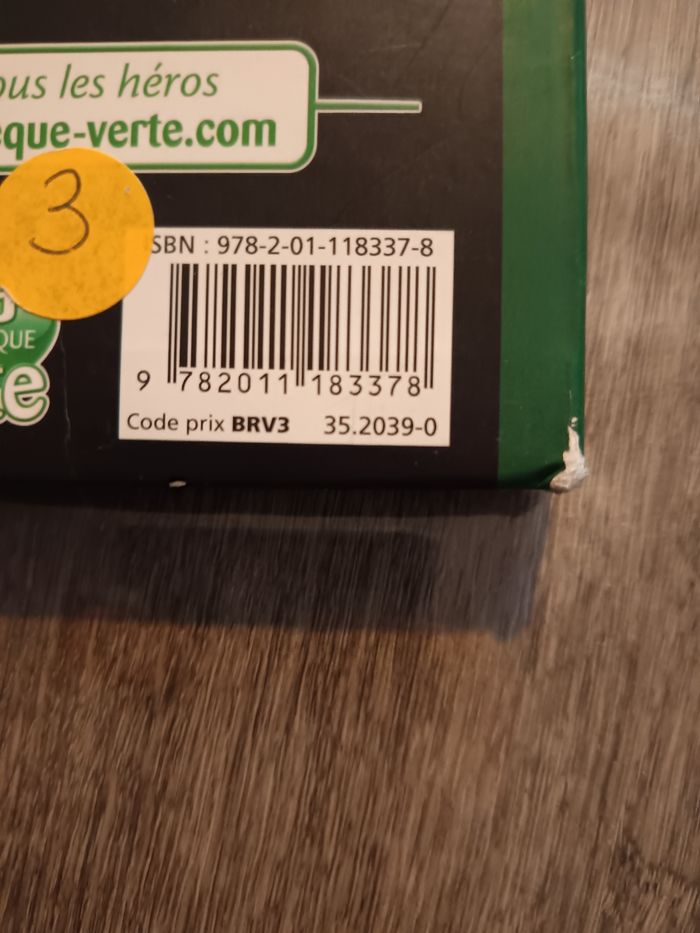 ous les héros
eque-verte.com
3
SBN : 978-2-01-118337-8
9 782011 183378
QUE
te
Code prix BRV3 35.2039-0